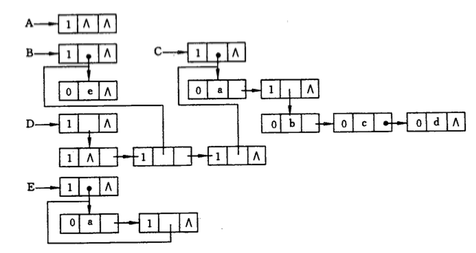 A 1 Λ Λ
B 1 Λ C 1 Λ
0 e Λ 0 a 1 Λ
D 1 Λ 0 b 0 c 0 d Λ
1 Λ 1 1 Λ
E 1 Λ
0 a 1 Λ